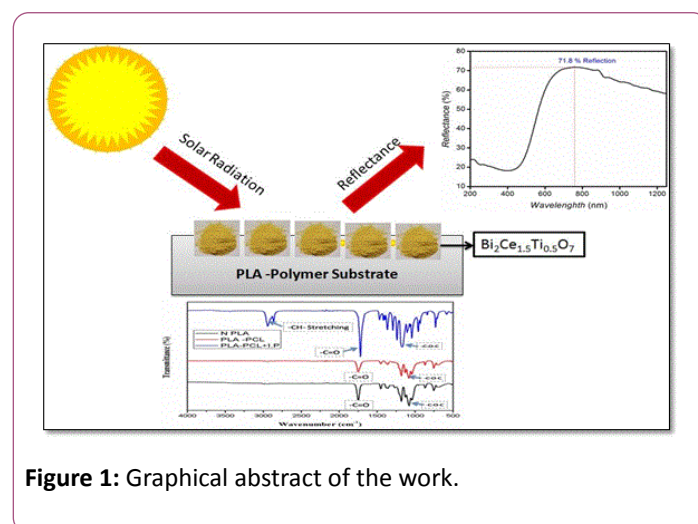 71.8 % Reflection
80
70
60
50
40
30
20
10
Reflectance (%)
200 400 600 800 1000 1200
Wavelenghth (nm)
Solar Radiation
Reflectance
Bi₂Ce₁.₅Ti₀.₅O₇
PLA -Polymer Substrate
-CH- Stretching
N PLA
PLA -PCL
PLA-PCL+I.P
-C=O
-C-O-C
-C=O
-C-O-C
-C=O
-C-O-C
Transmittance (%)
4000 3500 3000 2500 2000 1500 1000 500
Wavenumber (cm⁻¹)
Figure 1: Graphical abstract of the work.